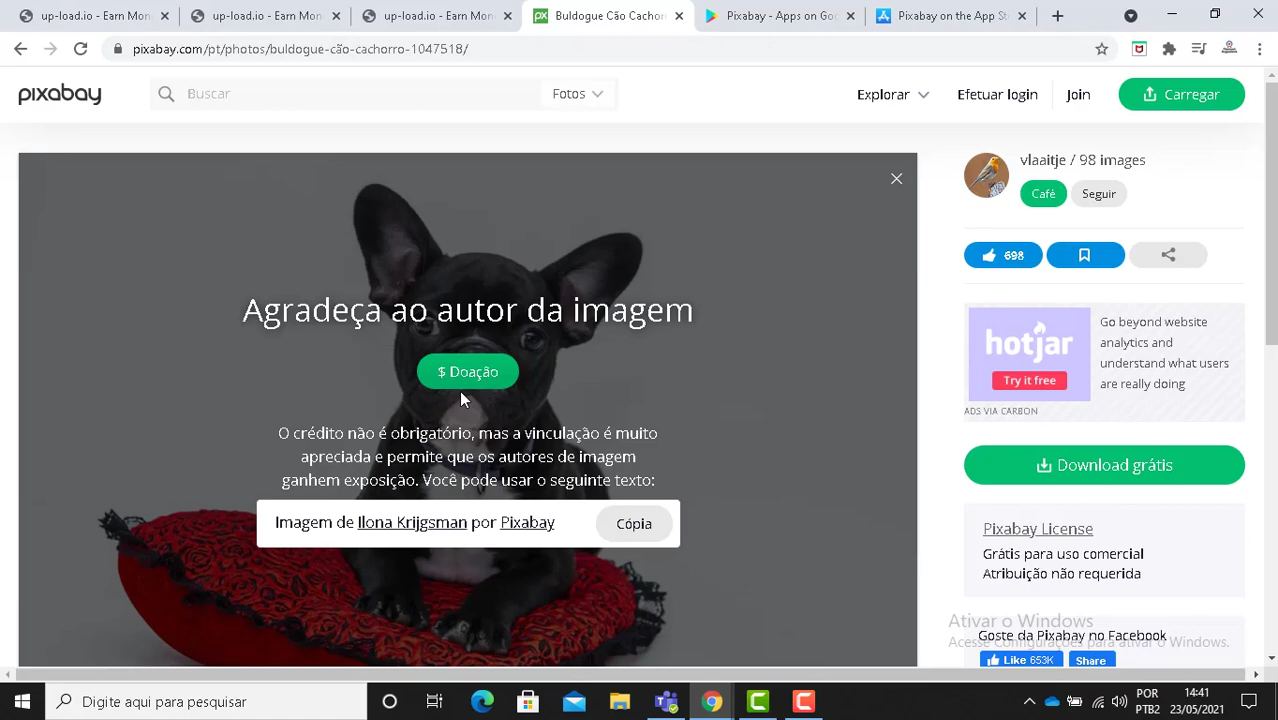 up-load.io - Earn Mon
up-load.io - Earn Mon
up-load.io - Earn Mon
Buldogue Cão Cachor
Pixabay - Apps on Goo
Pixabay on the App St
pixabay.com/pt/photos/buldogue-cão-cachorro-1047518/
pixabay
Buscar
Fotos
Explorar
Efetuar login
Join
Carregar
vlaaitje / 98 images
Café
Seguir
698
Agradeça ao autor da imagem
$ Doação
O crédito não é obrigatório, mas a vinculação é muito
apreciada e permite que os autores de imagem
ganhem exposição. Você pode usar o seguinte texto:
Imagem de Ilona Krijgsman por Pixabay
Cópia
hotjar
Try it free
Go beyond website
analytics and
understand what users
are really doing
ADS VIA CARBON
Download grátis
Pixabay License
Grátis para uso comercial
Atribuição não requerida
Ativar o Windows
Acesse Configurações para ativar o Windows.
Goste da Pixabay no Facebook
Like 653K
Share
Digite aqui para pesquisar
POR
PTB2
14:41
23/05/2021